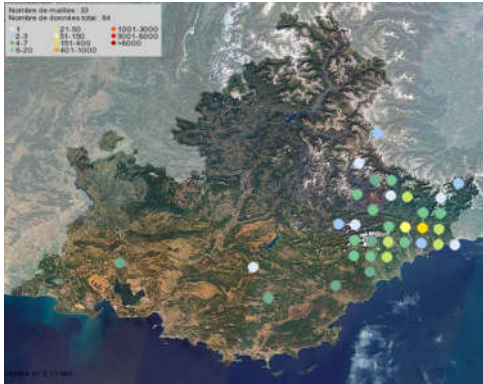 Nombre de mailles : 33
Nombre de données total : 84
1 21-50 1001-3000
2-3 51-150 3001-6000
4-7 151-400 >6000
8-20 401-1000